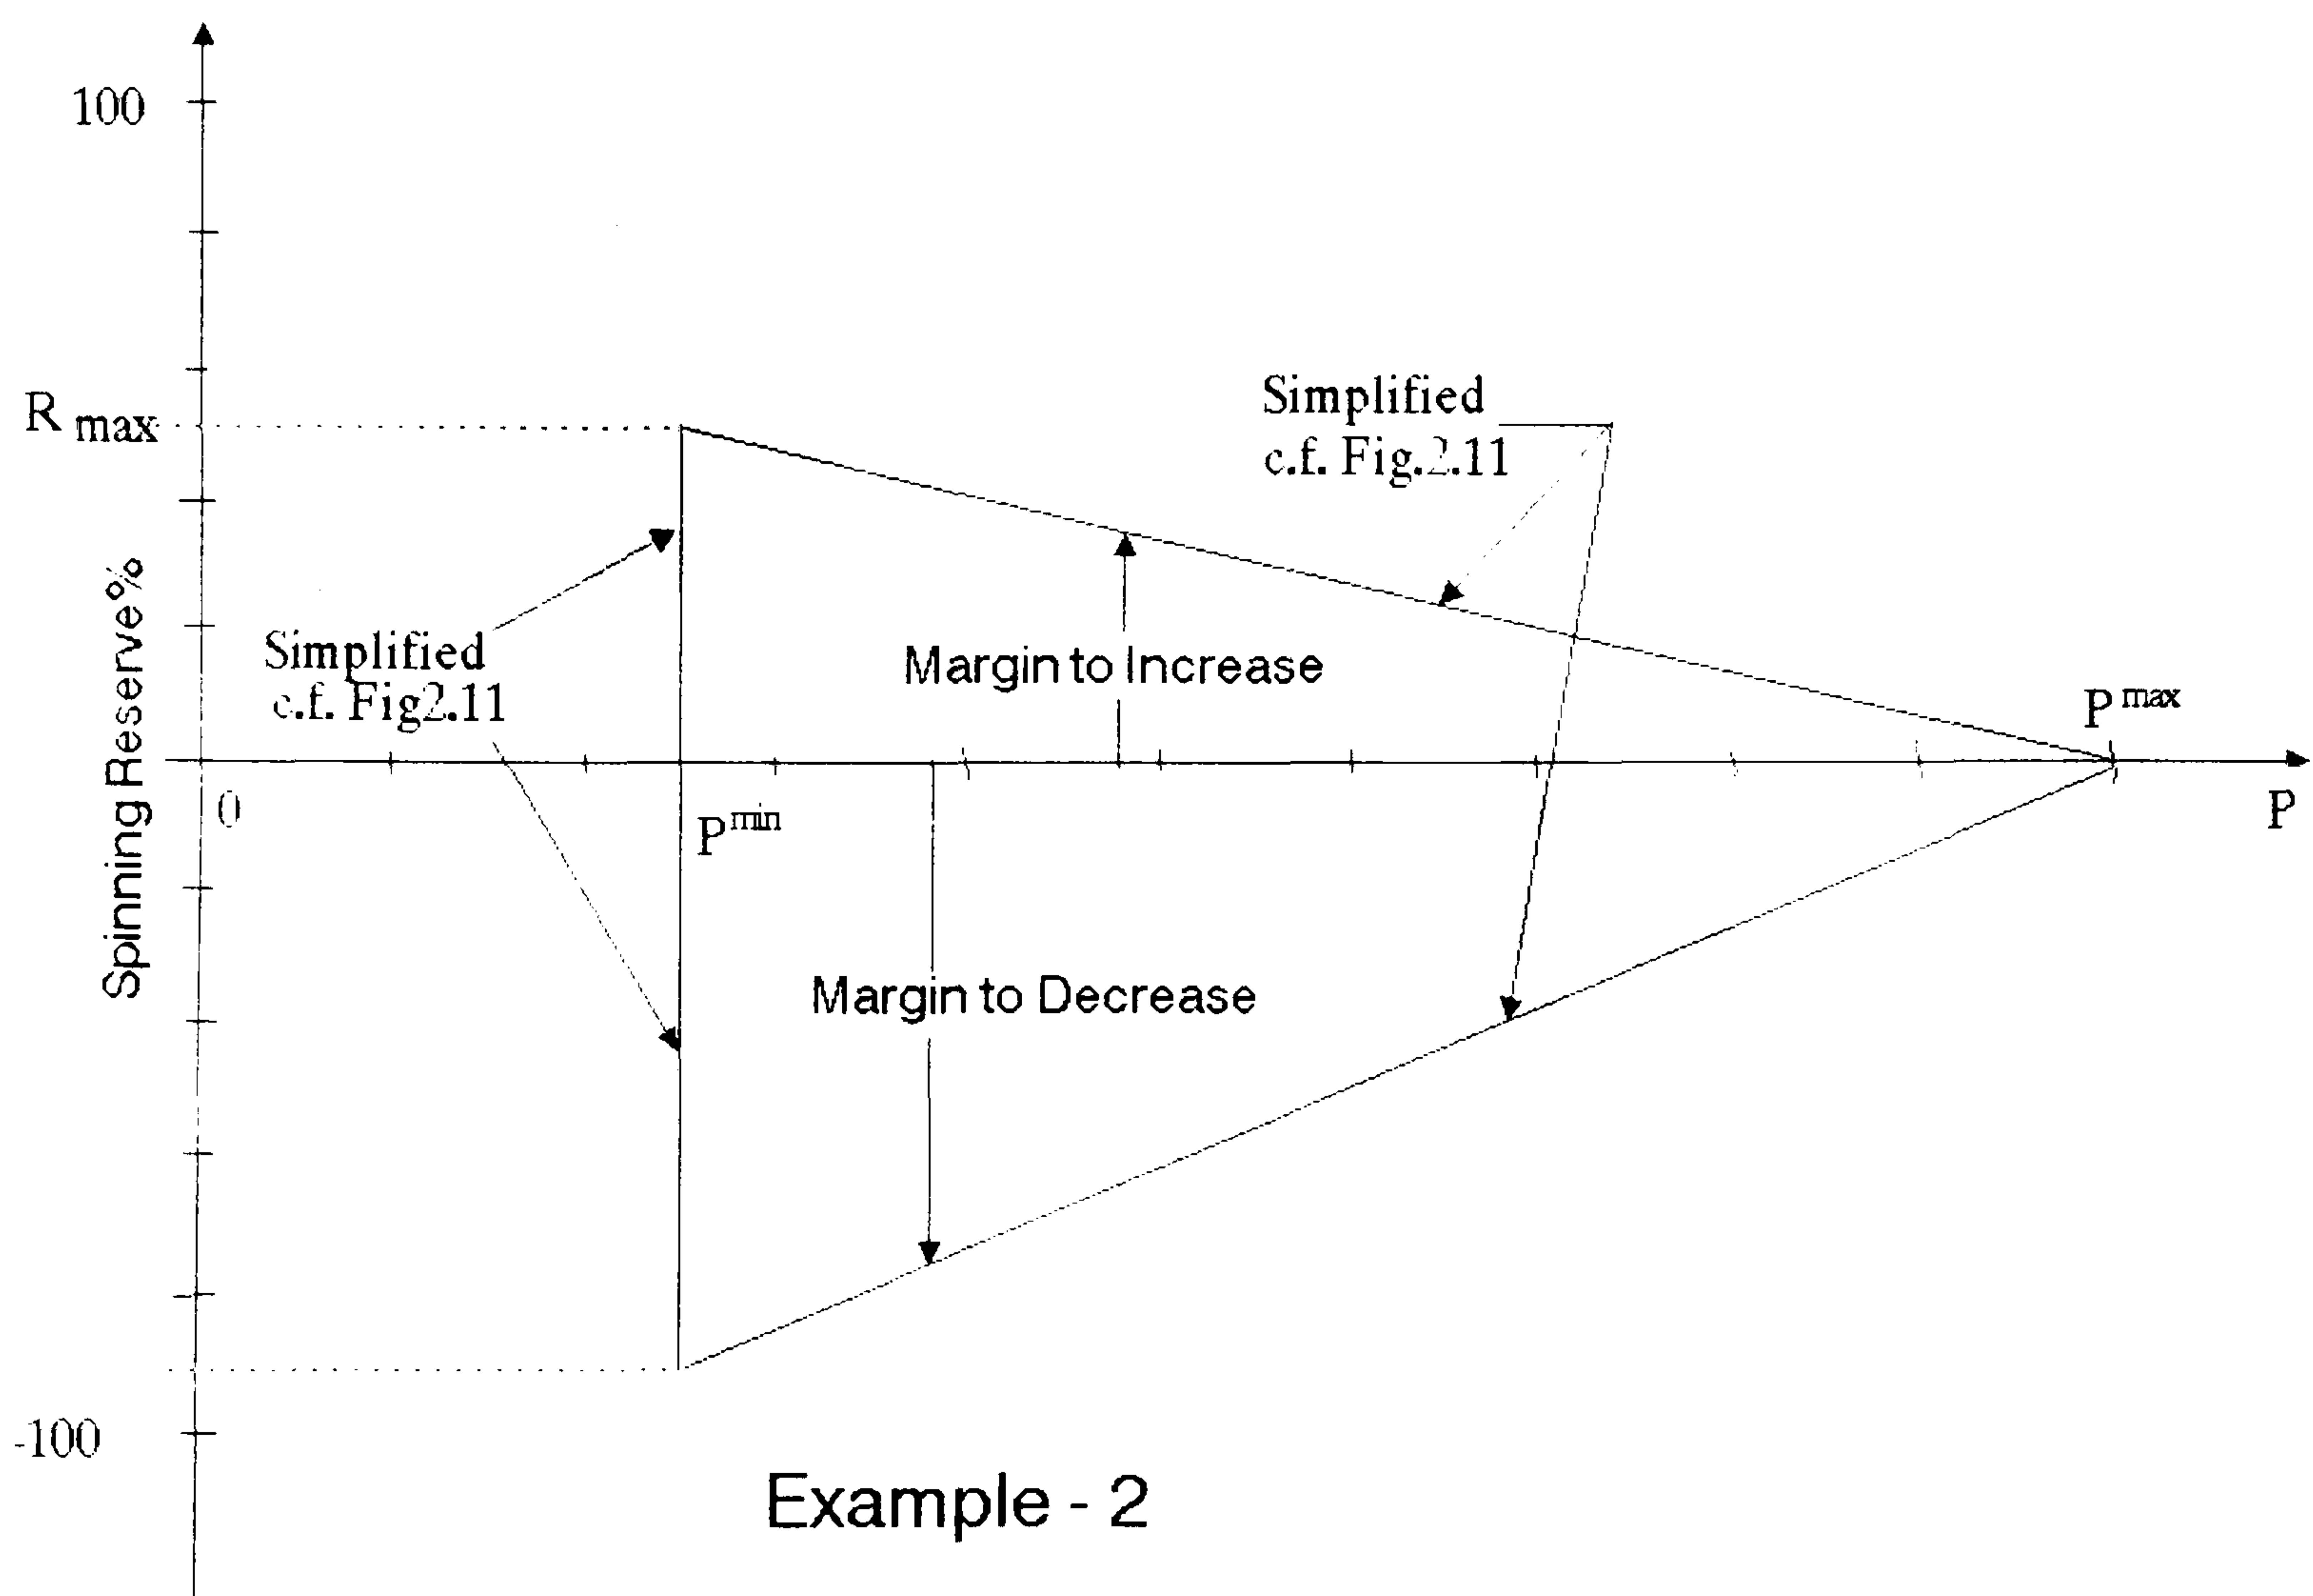 100
R max
Simplified
c.f. Fig.2.11
Simplified
c.f. Fig2.11
Margin to Increase
P max
Spinning Reserve%
0
P min
P
Margin to Decrease
-100
Example - 2